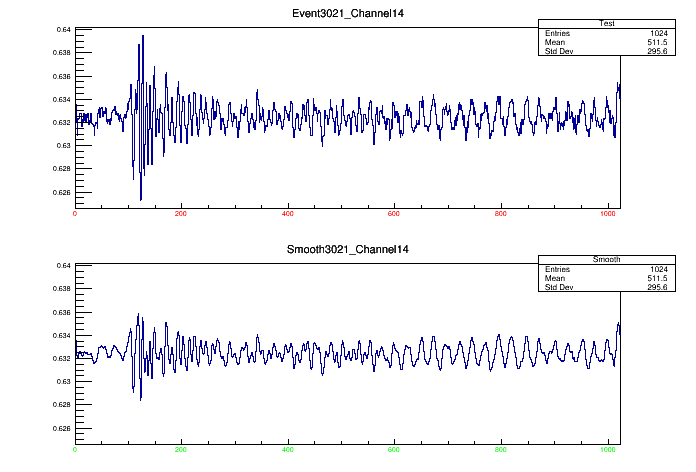 Event3021_Channel14
Test
Entries 1024
Mean 511.5
Std Dev 295.6
0.64
0.638
0.636
0.634
0.632
0.63
0.628
0.626
0 200 400 600 800 1000
Smooth3021_Channel14
Smooth
Entries 1024
Mean 511.5
Std Dev 295.6
0.64
0.638
0.636
0.634
0.632
0.63
0.628
0.626
0 200 400 600 800 1000